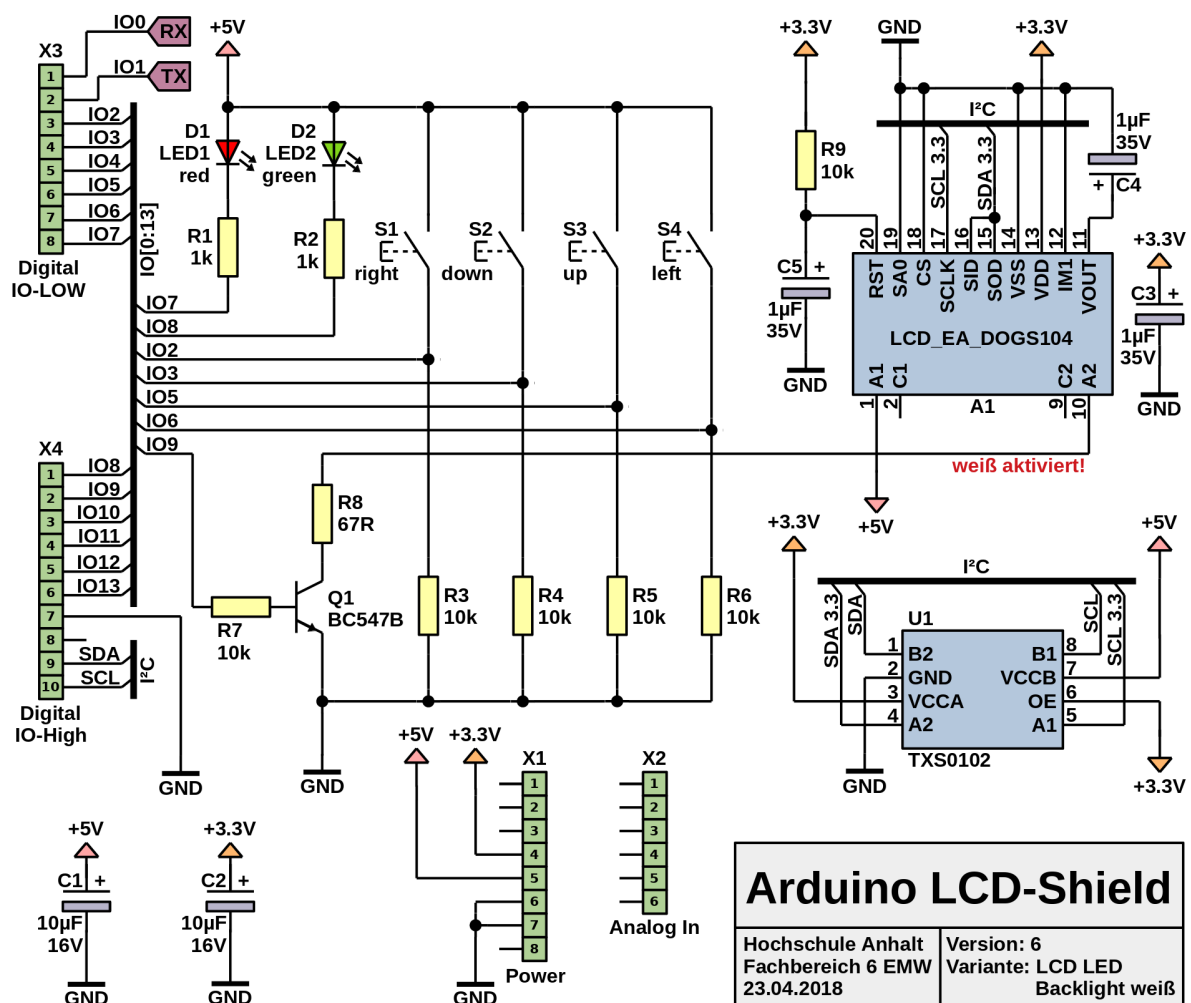 IO0
RX
X3
IO1
TX
1
2
3
4
5
6
7
8
IO2
IO3
IO4
IO5
IO6
IO7
Digital
IO-LOW
IO[0:13]
IO7
IO8
IO2
IO3
IO5
IO6
IO9
+5V
D1
LED1
red
D2
LED2
green
R1
1k
R2
1k
S1
right
S2
down
S3
up
S4
left
X4
1
2
3
4
5
6
7
8
9
10
IO8
IO9
IO10
IO11
IO12
IO13
SDA
SCL
I²C
Digital
IO-High
GND
R7
10k
R8
67R
Q1
BC547B
R3
10k
R4
10k
R5
10k
R6
10k
GND
+3.3V
R9
10k
C5 +
1µF
35V
GND
GND
+3.3V
I²C
SCL 3.3
SDA 3.3
1µF
35V
+ C4
20
19
18
17
16
15
14
13
12
11
RST
SA0
CS
SCLK
SID
SOD
VSS
VDD
IM1
VOUT
LCD_EA_DOGS104
A1
C1
C2
A2
1
2
9
10
A1
+3.3V
C3 +
1µF
35V
GND
weiß aktiviert!
+5V
+3.3V
+5V
I²C
SDA 3.3
SDA
SCL
SCL 3.3
U1
1 B2
2 GND
3 VCCA
4 A2
B1 8
VCCB 7
OE 6
A1 5
TXS0102
GND
+3.3V
+5V
C1 +
10µF
16V
GND
+3.3V
C2 +
10µF
16V
GND
+5V
+3.3V
X1
1
2
3
4
5
6
7
8
Power
GND
X2
1
2
3
4
5
6
Analog In
Arduino LCD-Shield
Hochschule Anhalt
Fachbereich 6 EMW
23.04.2018
Version: 6
Variante: LCD LED
Backlight weiß